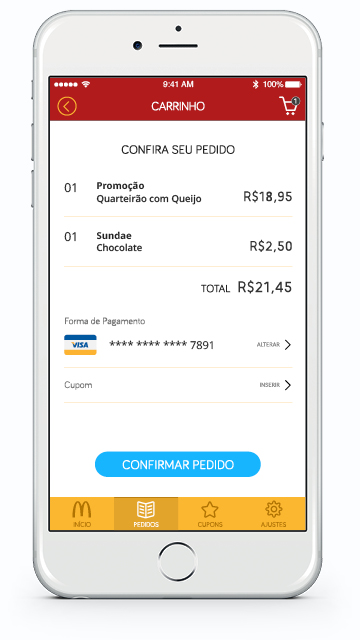 9:41 AM 100%
CARRINHO 1
CONFIRA SEU PEDIDO
01 Promoção
Quarteirão com Queijo R$18,95
01 Sundae
Chocolate R$2,50
TOTAL R$21,45
Forma de Pagamento
VISA **** **** **** 7891 ALTERAR
Cupom INSERIR
CONFIRMAR PEDIDO
INÍCIO PEDIDOS CUPONS AJUSTES